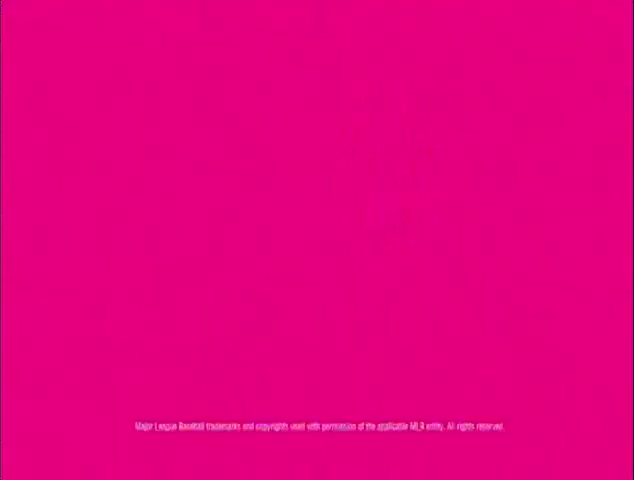 Major League Baseball trademarks and copyrights used with permission of the applicable MLB entity. All rights reserved.